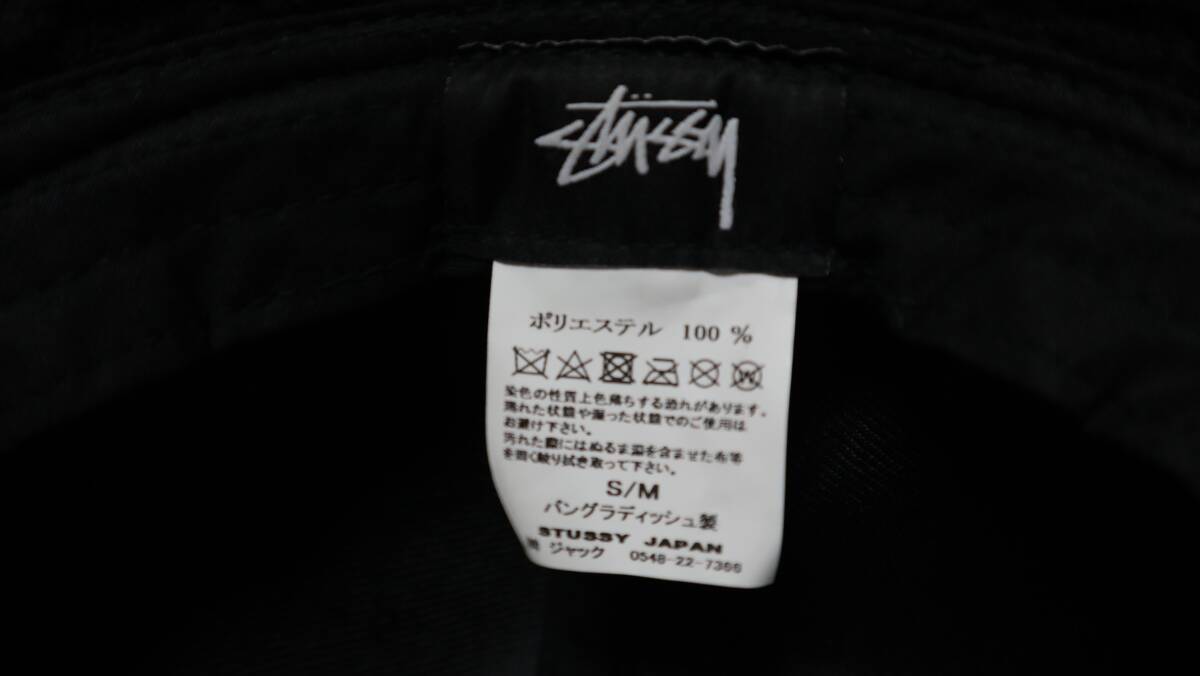 Stüssy
ポリエステル 100 %
W
染色の性質上色落ちする恐れがあります。
濡れた状態や湿った状態でのご使用は
お避け下さい。
汚れた際にはぬるま湯を含ませた布等
を固く絞り拭き取って下さい。
S/M
バングラディッシュ製
STUSSY JAPAN
ジャック 0548-22-7366